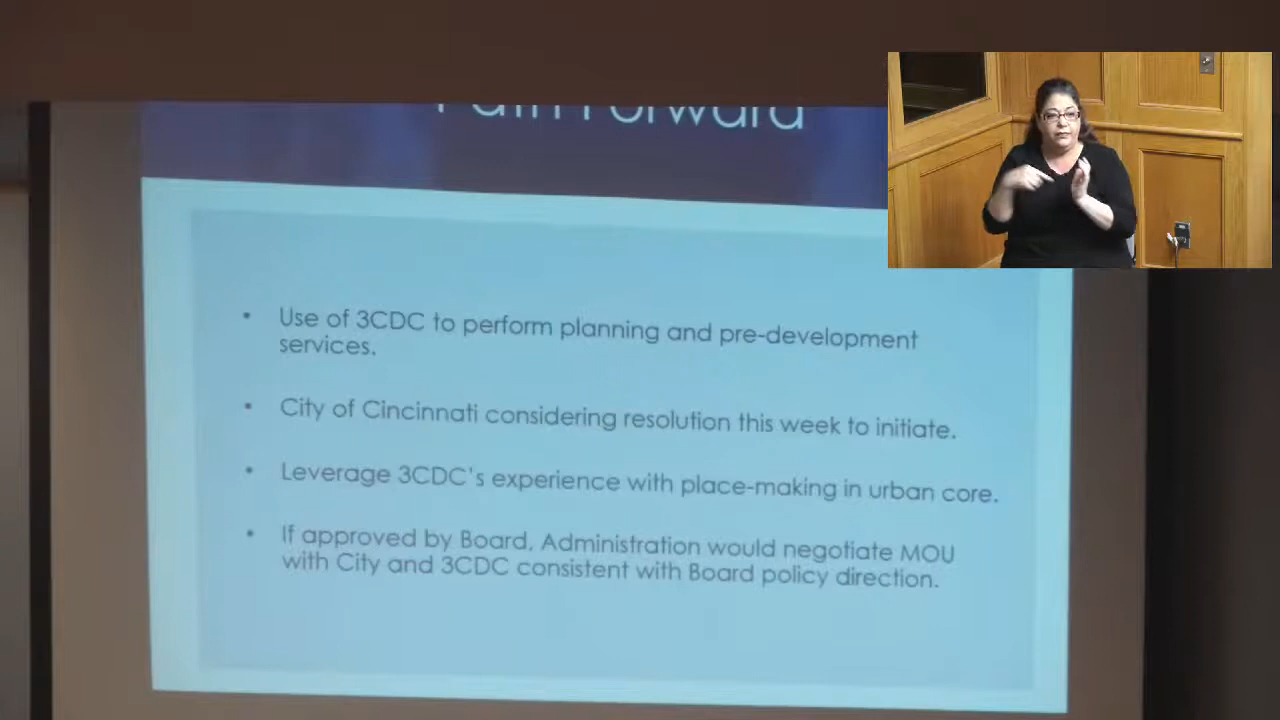 Path Forward
• Use of 3CDC to perform planning and pre-development
services.
• City of Cincinnati considering resolution this week to initiate.
• Leverage 3CDC's experience with place-making in urban core.
• If approved by Board, Administration would negotiate MOU
with City and 3CDC consistent with Board policy direction.